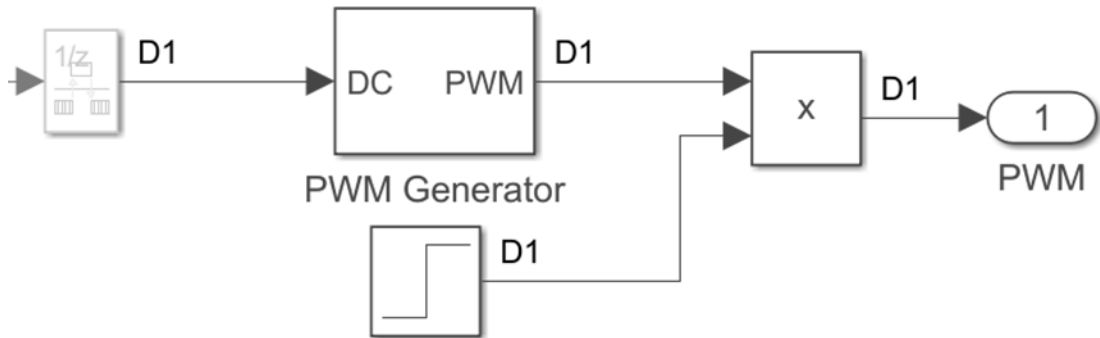 1/z
D1
DC
PWM
D1
x
D1
1
PWM
PWM Generator
D1